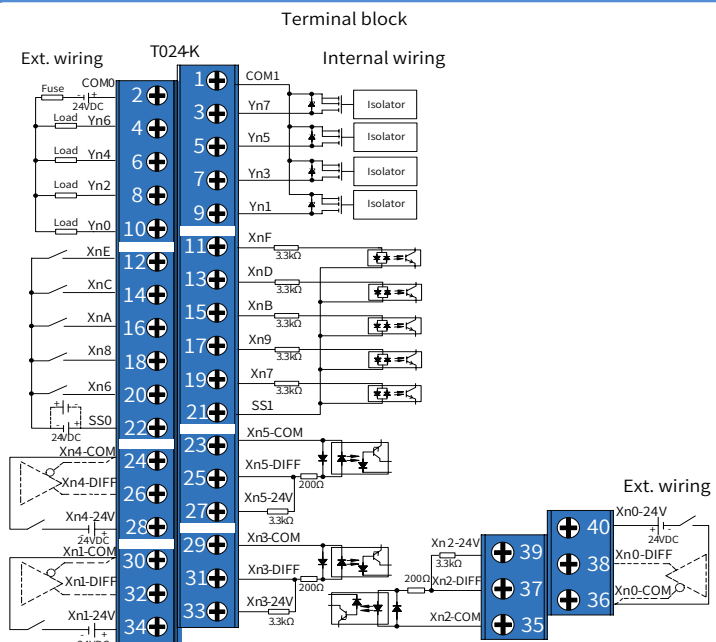 Terminal block
Ext. wiring
T024-K
Internal wiring
COM0
Fuse
24VDC
Load
Yn6
Load
Yn4
Load
Yn2
Load
Yn0
XnE
XnC
XnA
Xn8
Xn6
SS0
24VDC
Xn4-COM
Xn4-DIFF
Xn4-24V
24VDC
Xn1-COM
Xn1-DIFF
Xn1-24V
24VDC
2
4
6
8
10
12
14
16
18
20
22
24
26
28
30
32
34
1
3
5
7
9
11
13
15
17
19
21
23
25
27
29
31
33
COM1
Yn7
Yn5
Yn3
Yn1
Isolator
Isolator
Isolator
Isolator
XnF
3.3kΩ
XnD
3.3kΩ
XnB
3.3kΩ
Xn9
3.3kΩ
Xn7
3.3kΩ
SS1
Xn5-COM
Xn5-DIFF
200Ω
Xn5-24V
3.3kΩ
Xn3-COM
Xn3-DIFF
200Ω
Xn3-24V
3.3kΩ
Xn2-24V
3.3kΩ
200Ω
Xn2-DIFF
Xn2-COM
39
37
35
40
38
36
Ext. wiring
Xn0-24V
24VDC
Xn0-DIFF
Xn0-COM